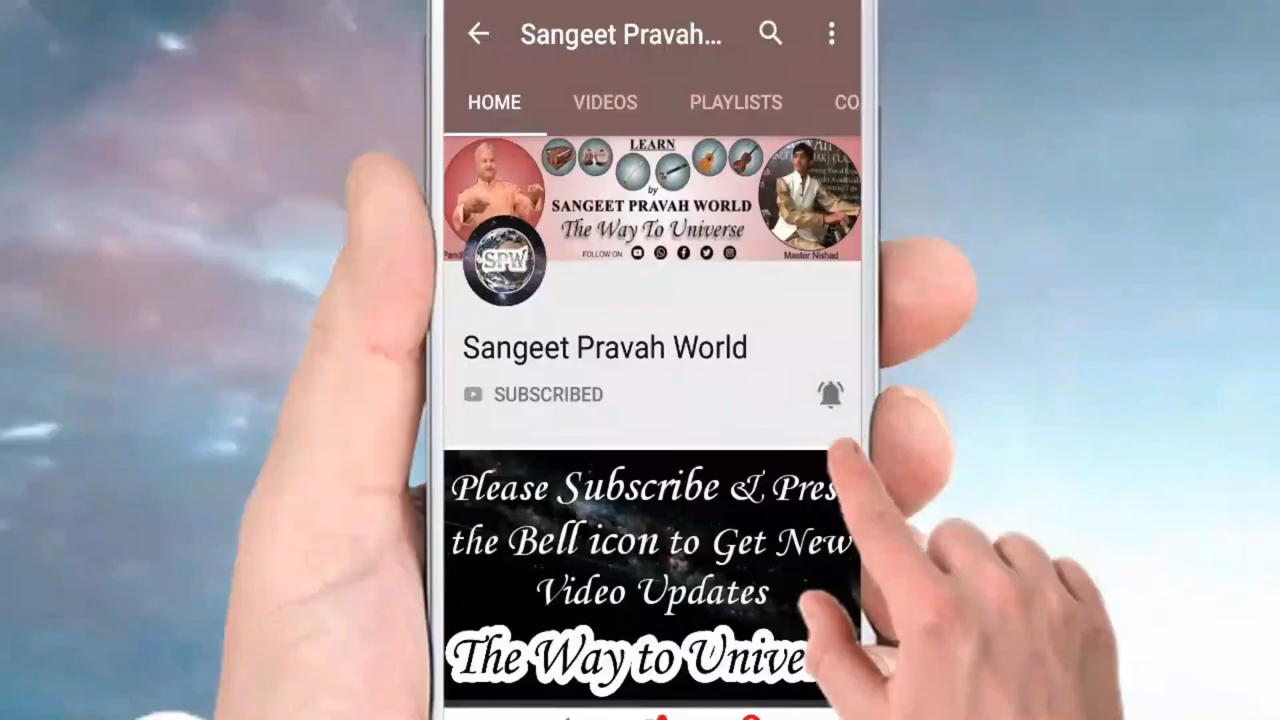 Sangeet Pravah...
HOME VIDEOS PLAYLISTS CO
LEARN
by
SANGEET PRAVAH WORLD
The Way To Universe
FOLLOW ON
Master Nishad
SPW
Sangeet Pravah World
SUBSCRIBED
Please Subscribe & Pres
the Bell icon to Get New
Video Updates
The Way to Unive